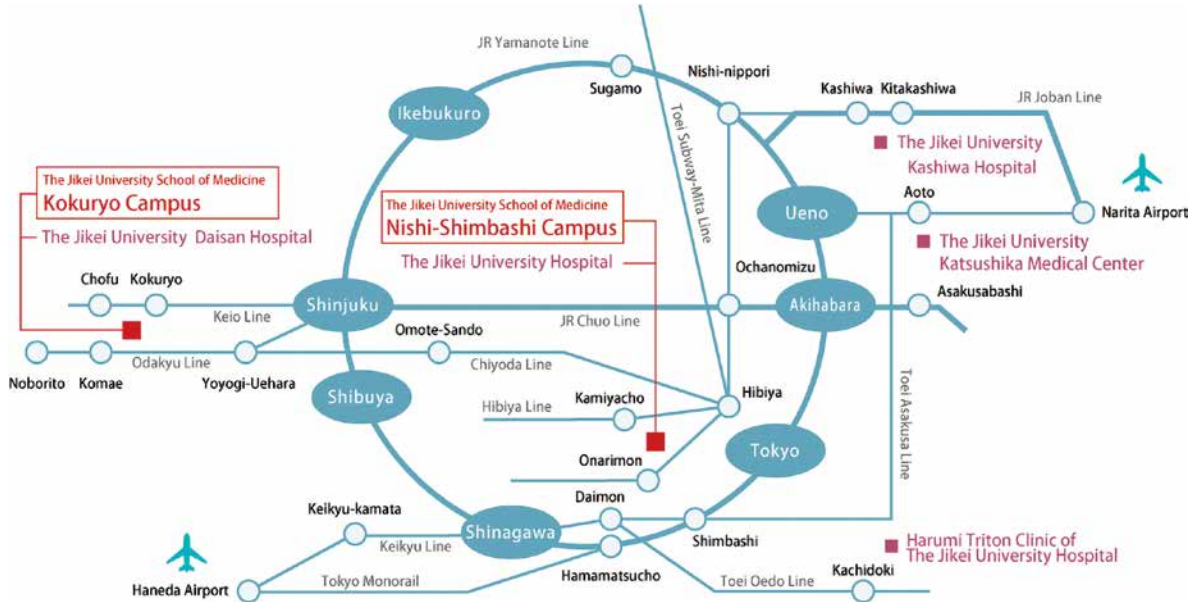 JR Yamanote Line
Sugamo
Nishi-nippori
Kashiwa
Kitakashiwa
JR Joban Line
Ikebukuro
Toei Subway-Mita Line
The Jikei University
Kashiwa Hospital
The Jikei University School of Medicine
Kokuryo Campus
The Jikei University Daisan Hospital
The Jikei University School of Medicine
Nishi-Shimbashi Campus
The Jikei University Hospital
Ueno
Aoto
Narita Airport
The Jikei University
Katsushika Medical Center
Chofu
Kokuryo
Keio Line
Shinjuku
JR Chuo Line
Ochanomizu
Akihabara
Asakusabashi
Noborito
Komae
Odakyu Line
Yoyogi-Uehara
Omote-Sando
Chiyoda Line
Shibuya
Hibiya Line
Kamiyacho
Hibiya
Toei Asakusa Line
Onarimon
Tokyo
Keikyu-kamata
Keikyu Line
Shinagawa
Daimon
Shimbashi
Harumi Triton Clinic of
The Jikei University Hospital
Haneda Airport
Tokyo Monorail
Hamamatsucho
Toei Oedo Line
Kachidoki